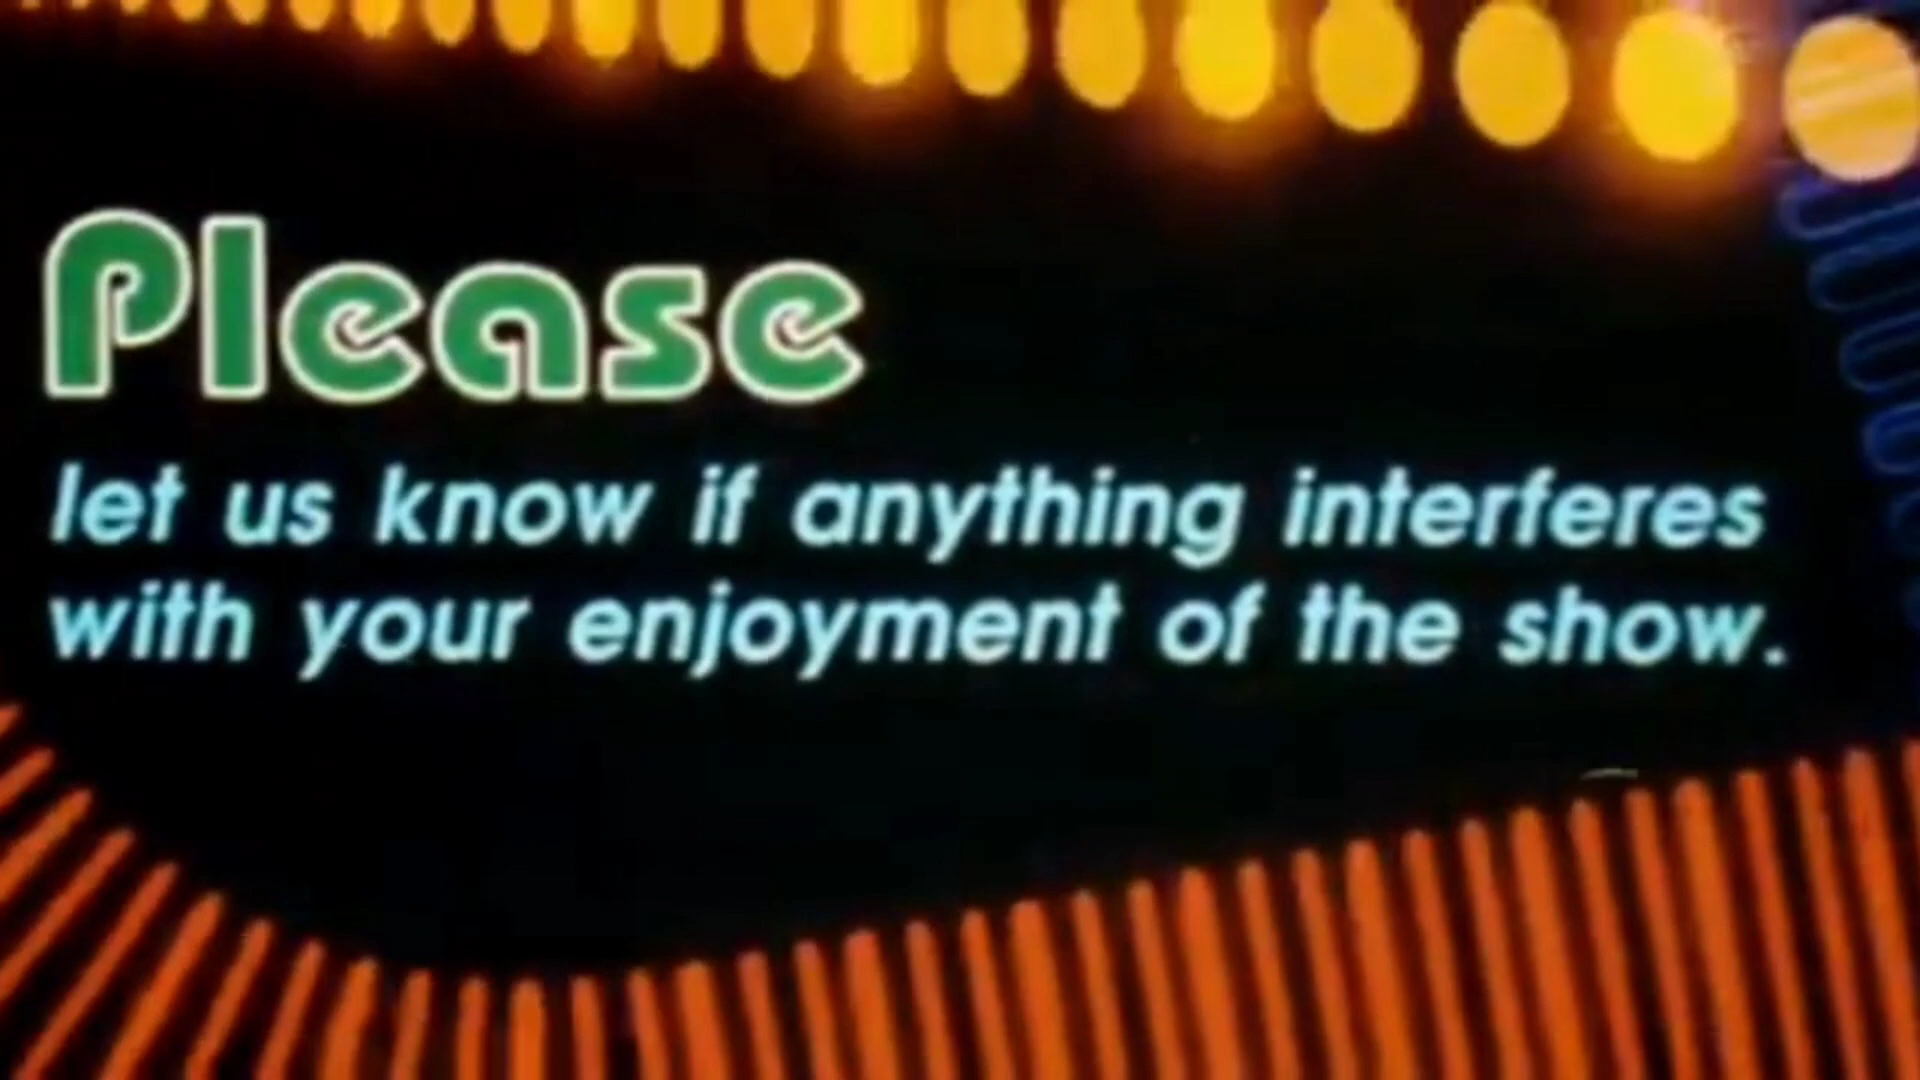 Please
let us know if anything interferes
with your enjoyment of the show.